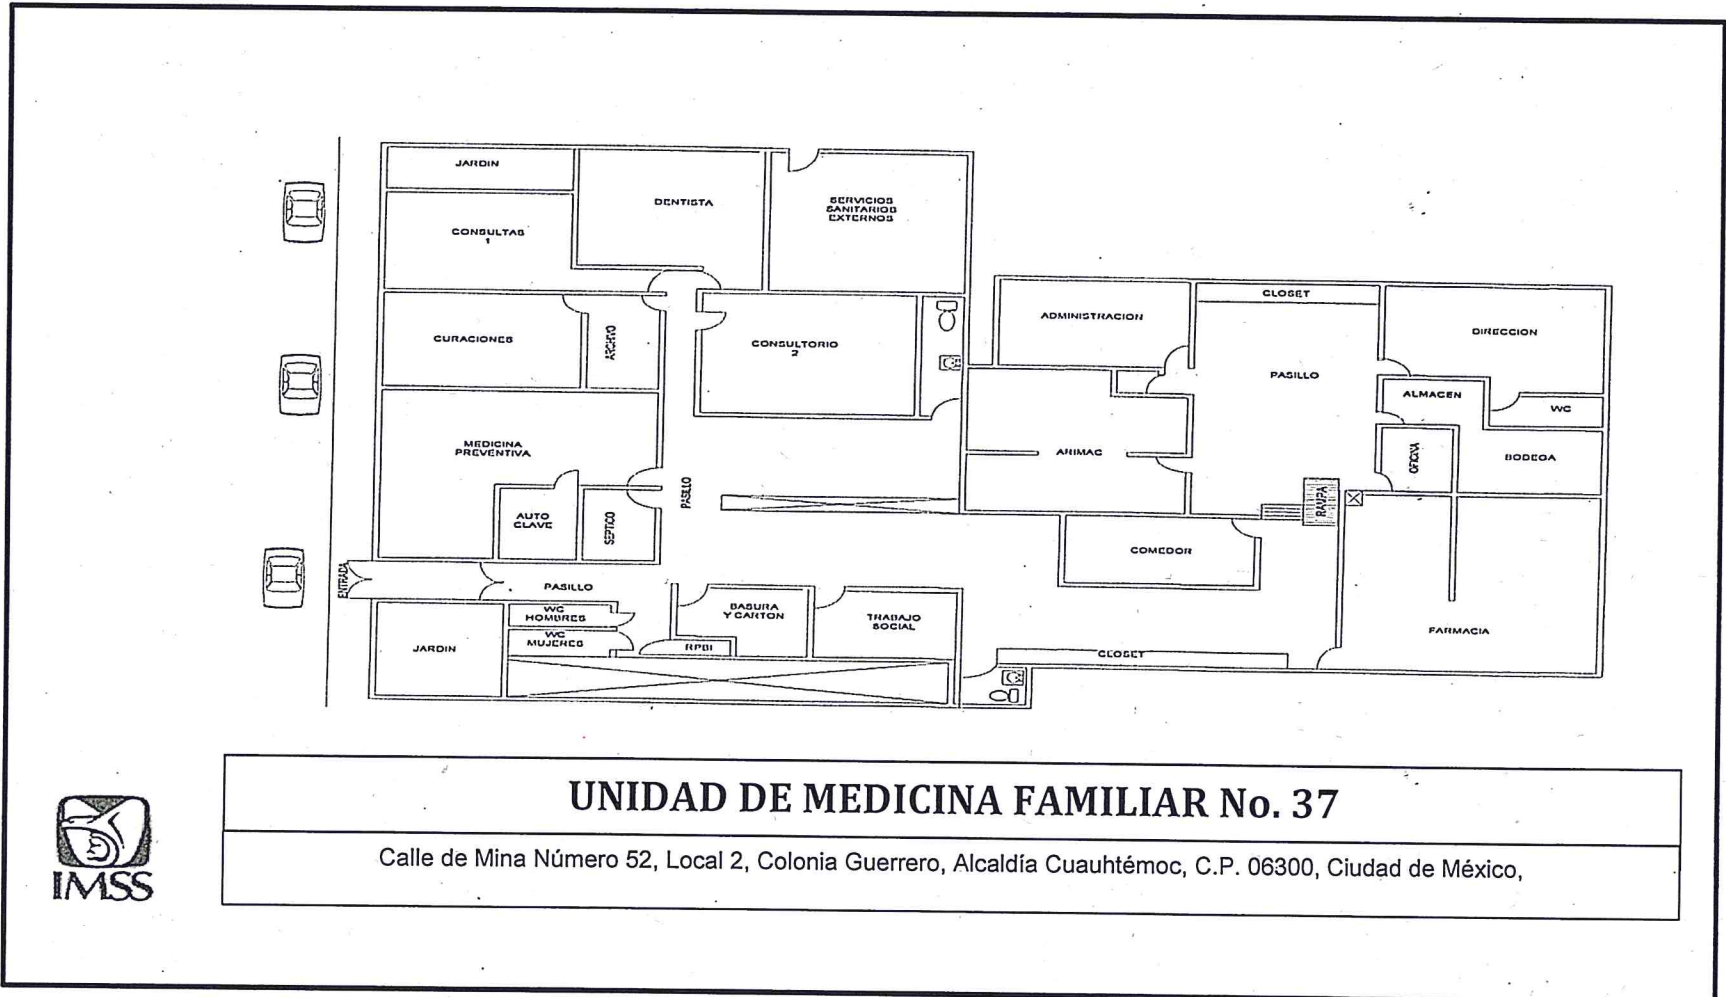 JARDIN
DENTISTA
SERVICIOS
SANITARIOS
EXTERNOS
CONSULTAS
1
CURACIONES
ARCHIVO
CONSULTORIO
2
ADMINISTRACION
CLOSET
DIRECCION
PASILLO
ALMACEN
WC
MEDICINA
PREVENTIVA
ARIMAC
OFICINA
BODEGA
AUTO
CLAVE
SEPTICO
PASILLO
RAMPA
COMEDOR
ENTRADA
PASILLO
WC
HOMBRES
WC
MUJERES
BASURA
Y CARTON
TRABAJO
SOCIAL
FARMACIA
JARDIN
RPBI
CLOSET
UNIDAD DE MEDICINA FAMILIAR No. 37
Calle de Mina Número 52, Local 2, Colonia Guerrero, Alcaldía Cuauhtémoc, C.P. 06300, Ciudad de México,
IMSS